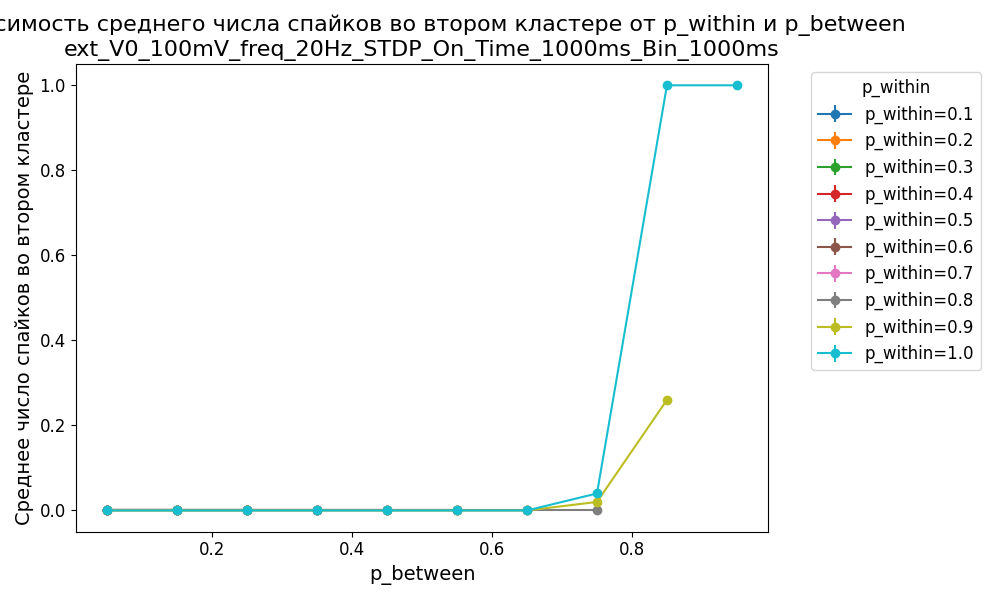 симость среднего числа спайков во втором кластере от p_within и p_between
ext_V0_100mV_freq_20Hz_STDP_On_Time_1000ms_Bin_1000ms
Среднее число спайков во втором кластере
1.0
0.8
0.6
0.4
0.2
0.0
0.2
0.4
0.6
0.8
p_between
p_within
p_within=0.1
p_within=0.2
p_within=0.3
p_within=0.4
p_within=0.5
p_within=0.6
p_within=0.7
p_within=0.8
p_within=0.9
p_within=1.0